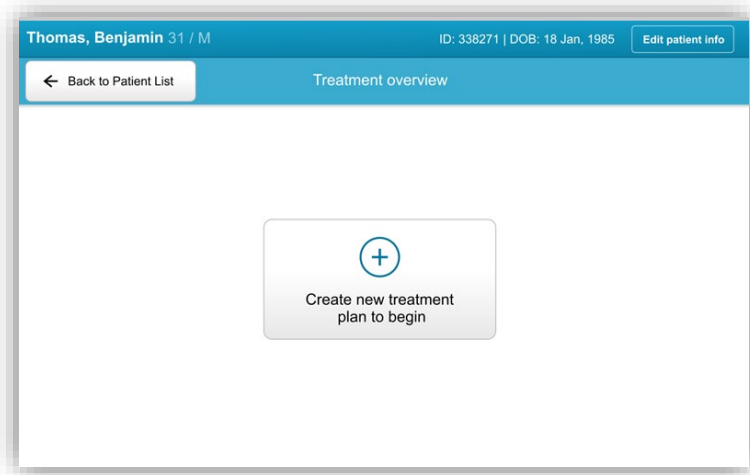 Thomas, Benjamin 31 / M
ID: 338271 | DOB: 18 Jan, 1985
Edit patient info
← Back to Patient List
Treatment overview
Create new treatment
plan to begin